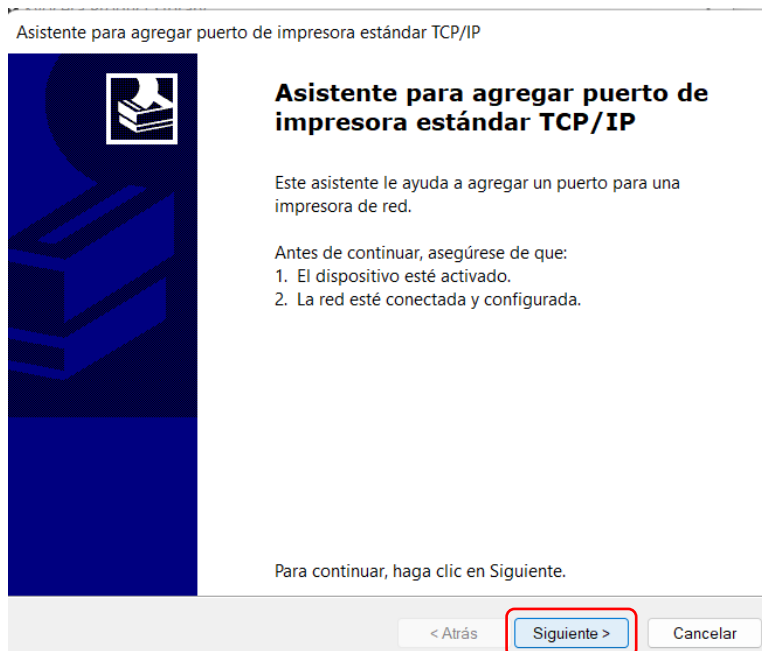 Asistente para agregar puerto de impresora estándar TCP/IP
Asistente para agregar puerto de
impresora estándar TCP/IP
Este asistente le ayuda a agregar un puerto para una
impresora de red.
Antes de continuar, asegúrese de que:
1. El dispositivo esté activado.
2. La red esté conectada y configurada.
Para continuar, haga clic en Siguiente.
< Atrás
Siguiente >
Cancelar